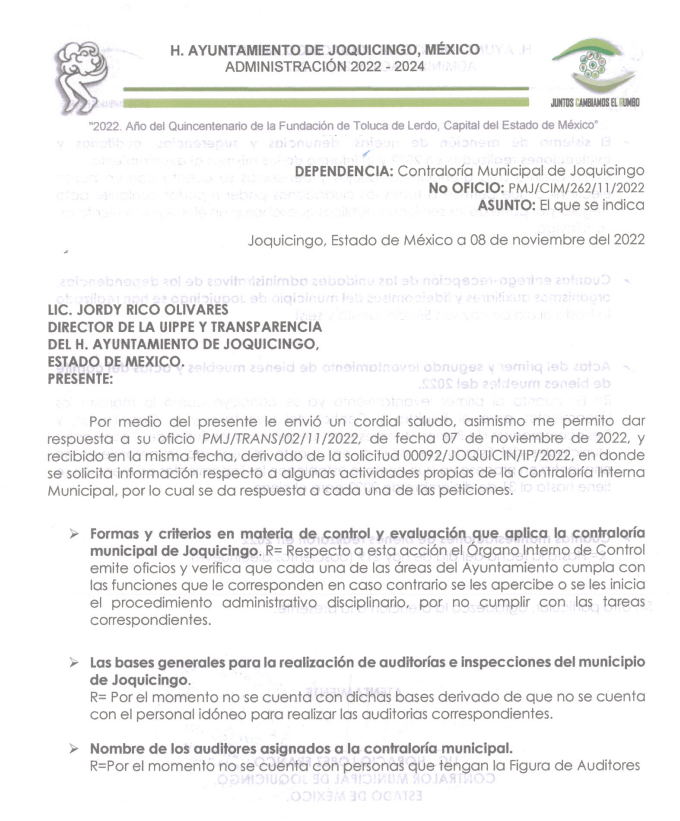 H. AYUNTAMIENTO DE JOQUICINGO, MÉXICO
ADMINISTRACIÓN 2022 - 2024
JUNTOS CAMBIAMOS EL RUMBO
"2022. Año del Quincentenario de la Fundación de Toluca de Lerdo, Capital del Estado de México"
DEPENDENCIA: Contraloría Municipal de Joquicingo
No OFICIO: PMJ/CIM/262/11/2022
ASUNTO: El que se indica
Joquicingo, Estado de México a 08 de noviembre del 2022
LIC. JORDY RICO OLIVARES
DIRECTOR DE LA UIPPE Y TRANSPARENCIA
DEL H. AYUNTAMIENTO DE JOQUICINGO,
ESTADO DE MEXICO.
PRESENTE:
Por medio del presente le envió un cordial saludo, asimismo me permito dar
respuesta a su oficio PMJ/TRANS/02/11/2022, de fecha 07 de noviembre de 2022, y
recibido en la misma fecha, derivado de la solicitud 00092/JOQUICIN/IP/2022, en donde
se solicita información respecto a algunas actividades propias de la Contraloría Interna
Municipal, por lo cual se da respuesta a cada una de las peticiones.
➢ Formas y criterios en materia de control y evaluación que aplica la contraloría
municipal de Joquicingo. R= Respecto a esta acción el Órgano Interno de Control
emite oficios y verifica que cada una de las áreas del Ayuntamiento cumpla con
las funciones que le corresponden en caso contrario se les apercibe o se les inicia
el procedimiento administrativo disciplinario, por no cumplir con las tareas
correspondientes.
➢ Las bases generales para la realización de auditorías e inspecciones del municipio
de Joquicingo.
R= Por el momento no se cuenta con dichas bases derivado de que no se cuenta
con el personal idóneo para realizar las auditorias correspondientes.
➢ Nombre de los auditores asignados a la contraloría municipal.
R=Por el momento no se cuenta con personas que tengan la Figura de Auditores